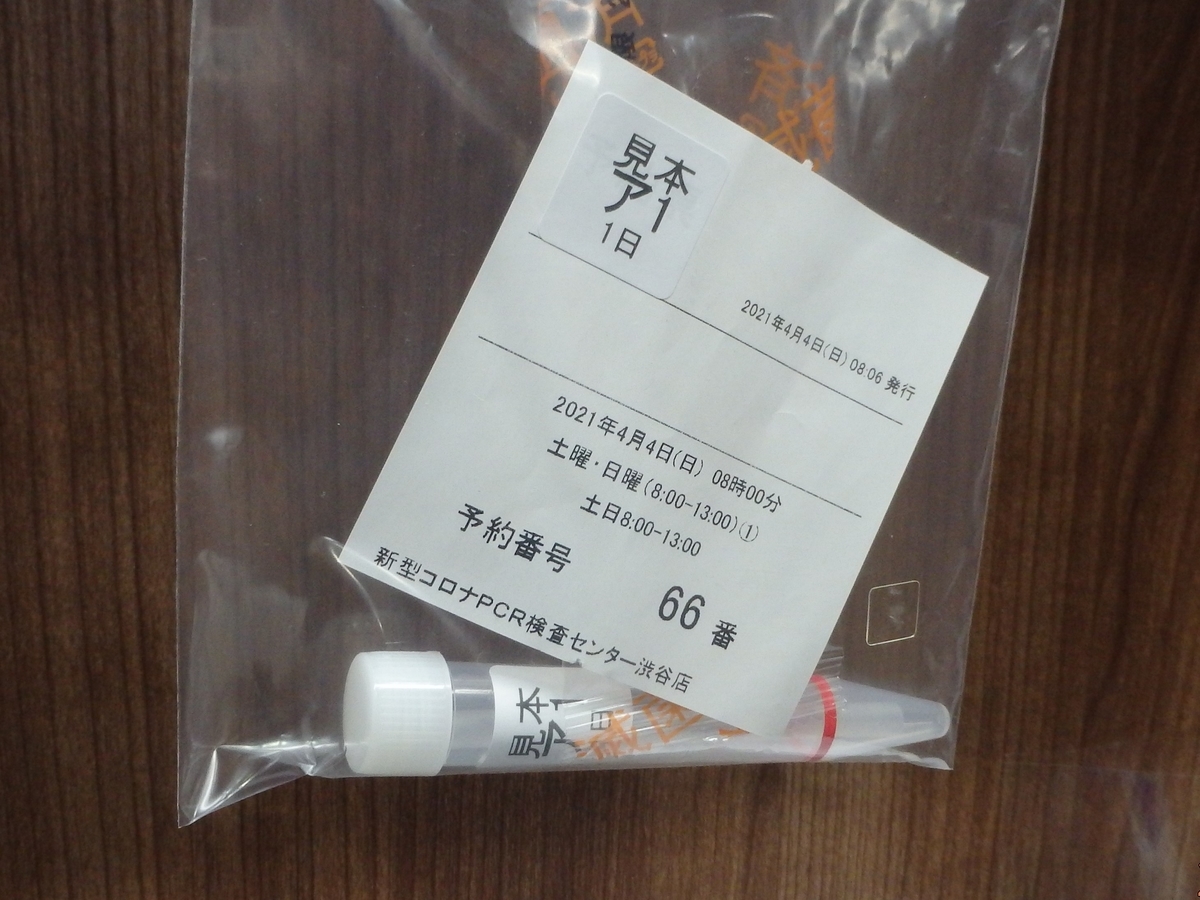 見本
ア1
1日
2021年4月4日(日) 08:06 発行
2021年4月4日(日) 08時00分
土曜・日曜(8:00-13:00)①
土日8:00-13:00
予約番号
66 番
新型コロナPCR検査センター渋谷店
見本
ア1
日